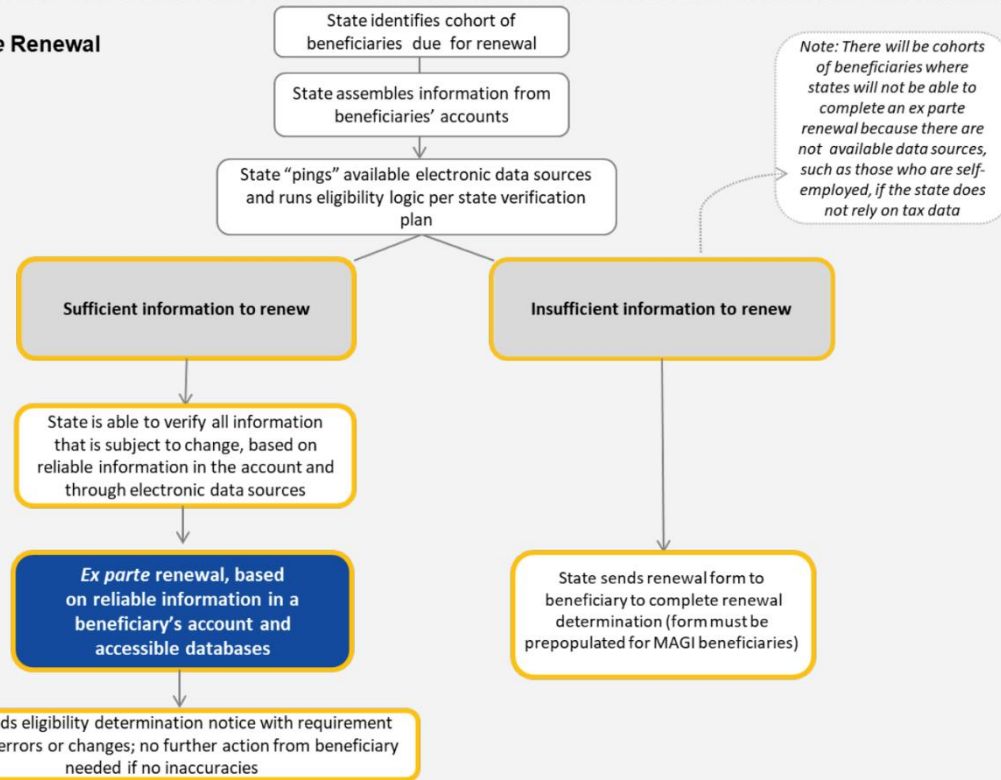 e Renewal
State identifies cohort of
beneficiaries due for renewal
Note: There will be cohorts
of beneficiaries where
states will not be able to
complete an ex parte
renewal because there are
not available data sources,
such as those who are self-
employed, if the state does
not rely on tax data
State assembles information from
beneficiaries’ accounts
State “pings” available electronic data sources
and runs eligibility logic per state verification
plan
Sufficient information to renew
Insufficient information to renew
State is able to verify all information
that is subject to change, based on
reliable information in the account and
through electronic data sources
Ex parte renewal, based
on reliable information in a
beneficiary’s account and
accessible databases
State sends renewal form to
beneficiary to complete renewal
determination (form must be
prepopulated for MAGI beneficiaries)
ds eligibility determination notice with requirement
errors or changes; no further action from beneficiary
needed if no inaccuracies